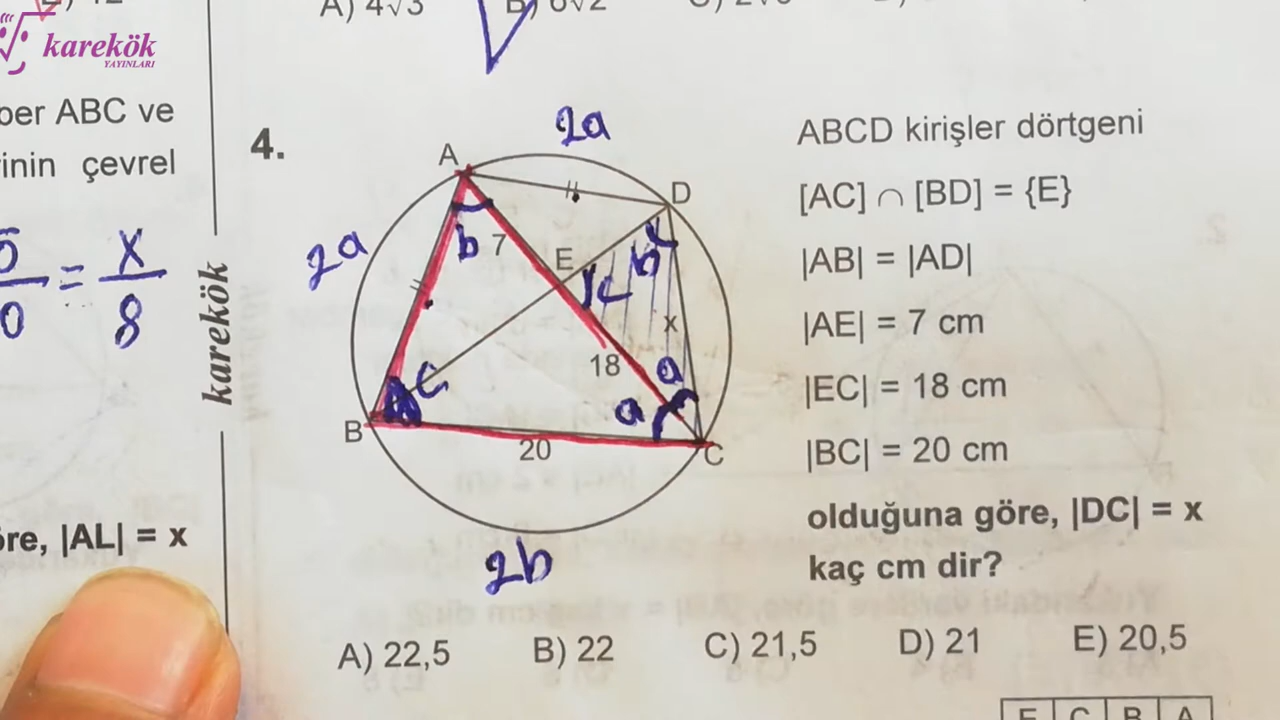 A) 4√3
karekök
YAYINLARI
ber ABC ve
inin çevrel
= x/8
öre, |AL| = x
karekök
4.
2a
2a
2b
A
D
E
B
C
7
18
20
x
b
b
c
c
a
a
ABCD kirişler dörtgeni
[AC] ∩ [BD] = {E}
|AB| = |AD|
|AE| = 7 cm
|EC| = 18 cm
|BC| = 20 cm
olduğuna göre, |DC| = x
kaç cm dir?
A) 22,5 B) 22 C) 21,5 D) 21 E) 20,5
E C B A